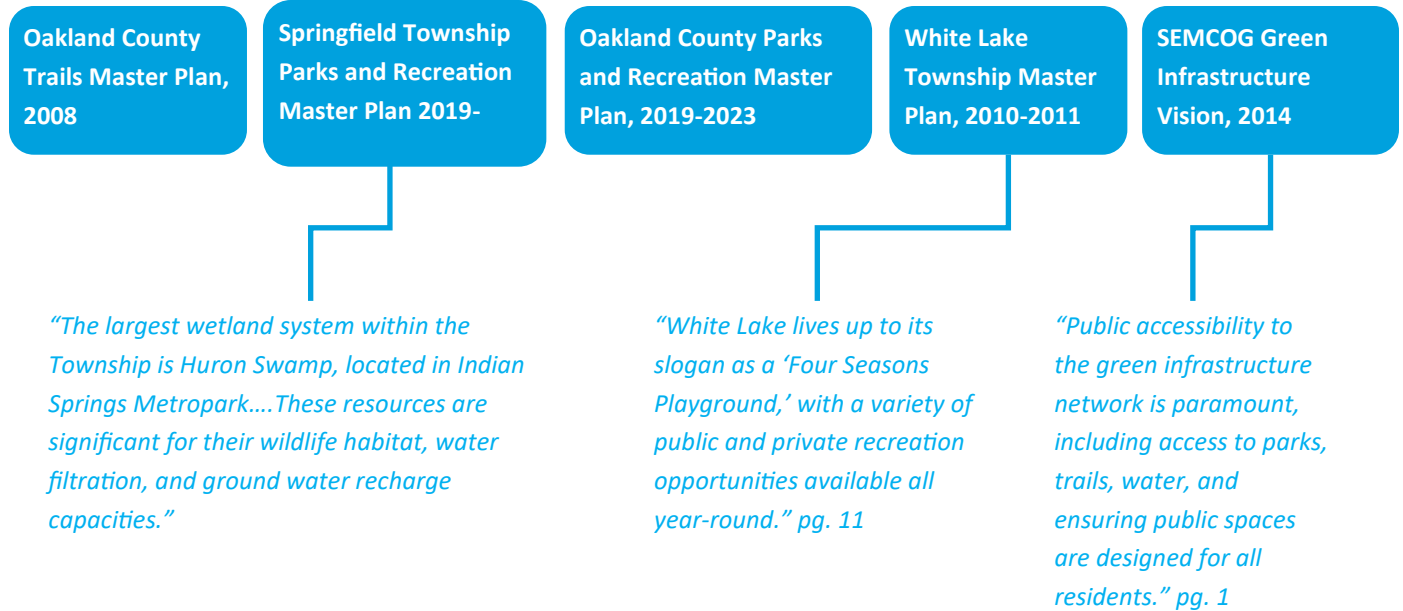 Oakland County
Trails Master Plan,
2008
Springfield Township
Parks and Recreation
Master Plan 2019-
Oakland County Parks
and Recreation Master
Plan, 2019-2023
White Lake
Township Master
Plan, 2010-2011
SEMCOG Green
Infrastructure
Vision, 2014
“The largest wetland system within the
Township is Huron Swamp, located in Indian
Springs Metropark....These resources are
significant for their wildlife habitat, water
filtration, and ground water recharge
capacities.”
“White Lake lives up to its
slogan as a ‘Four Seasons
Playground,’ with a variety of
public and private recreation
opportunities available all
year-round.” pg. 11
“Public accessibility to
the green infrastructure
network is paramount,
including access to parks,
trails, water, and
ensuring public spaces
are designed for all
residents.” pg. 1